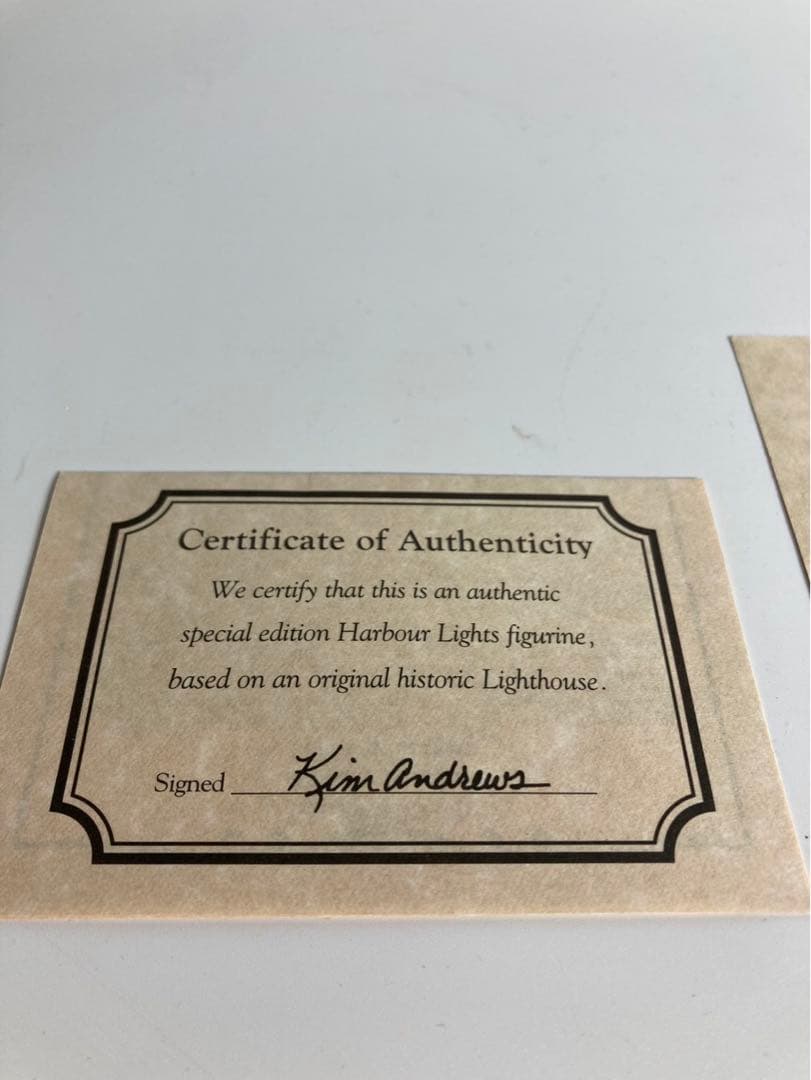 Certificate of Authenticity
We certify that this is an authentic
special edition Harbour Lights figurine,
based on an original historic Lighthouse.
Signed Kim Andrews